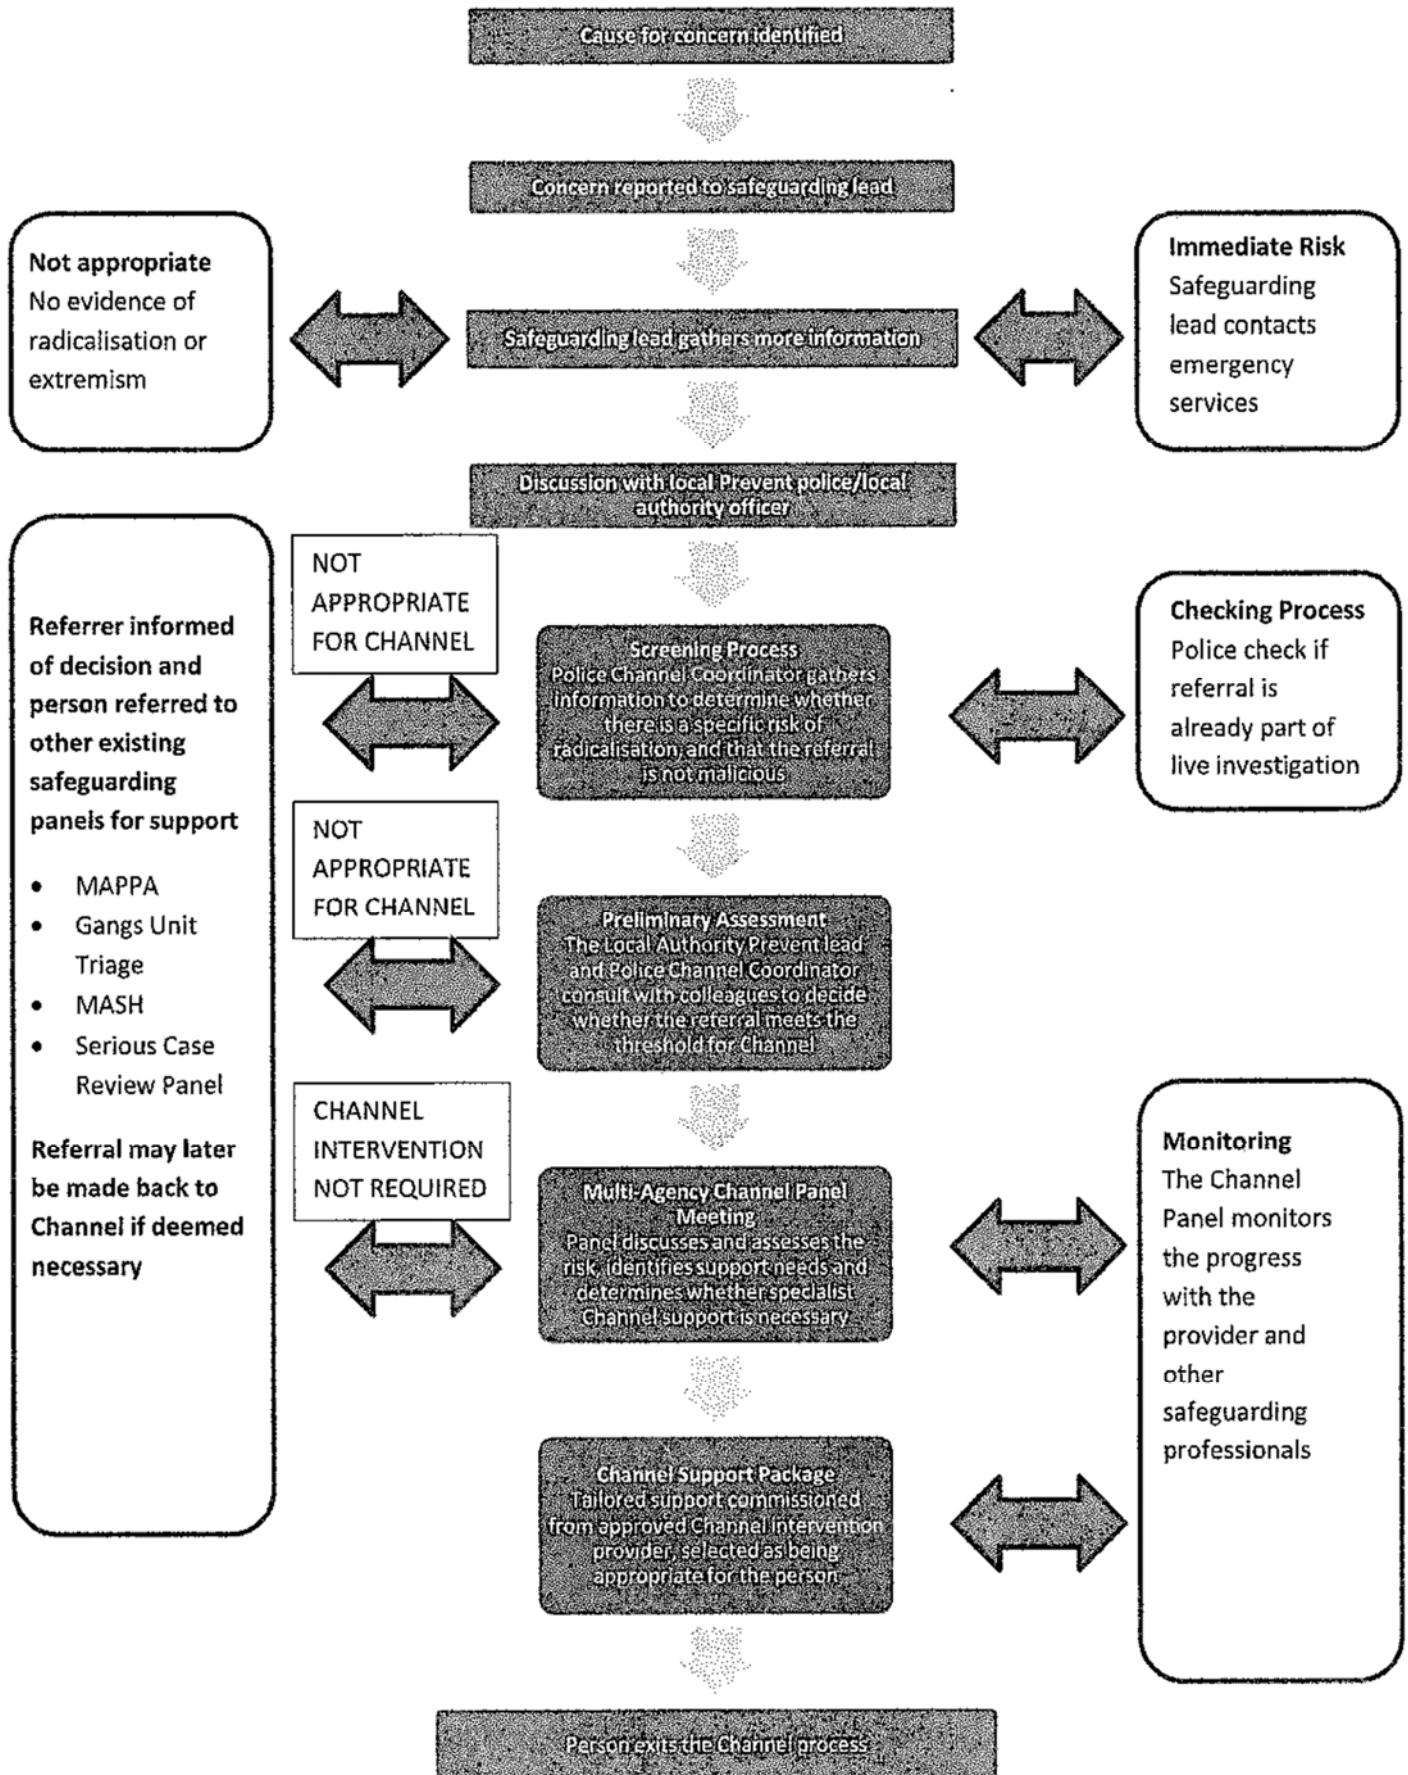 Cause for concern identified
Concern reported to safeguarding lead
Not appropriate
No evidence of
radicalisation or
extremism
Safeguarding lead gathers more information
Immediate Risk
Safeguarding
lead contacts
emergency
services
Discussion with local Prevent police/local
authority officer
Referrer informed
of decision and
person referred to
other existing
safeguarding
panels for support
• MAPPA
• Gangs Unit
Triage
• MASH
• Serious Case
Review Panel
Referral may later
be made back to
Channel if deemed
necessary
NOT
APPROPRIATE
FOR CHANNEL
Screening Process
Police Channel Coordinator gathers
information to determine whether
there is a specific risk of
radicalisation, and that the referral
is not malicious
Checking Process
Police check if
referral is
already part of
live investigation
NOT
APPROPRIATE
FOR CHANNEL
Preliminary Assessment
The Local Authority Prevent lead
and Police Channel Coordinator
consult with colleagues to decide
whether the referral meets the
threshold for Channel
CHANNEL
INTERVENTION
NOT REQUIRED
Multi-Agency Channel Panel
Meeting
Panel discusses and assesses the
risk, identifies support needs and
determines whether specialist
Channel support is necessary
Monitoring
The Channel
Panel monitors
the progress
with the
provider and
other
safeguarding
professionals
Channel Support Package
Tailored support commissioned
from approved Channel Intervention
provider, selected as being
appropriate for the person
Person exits the Channel process